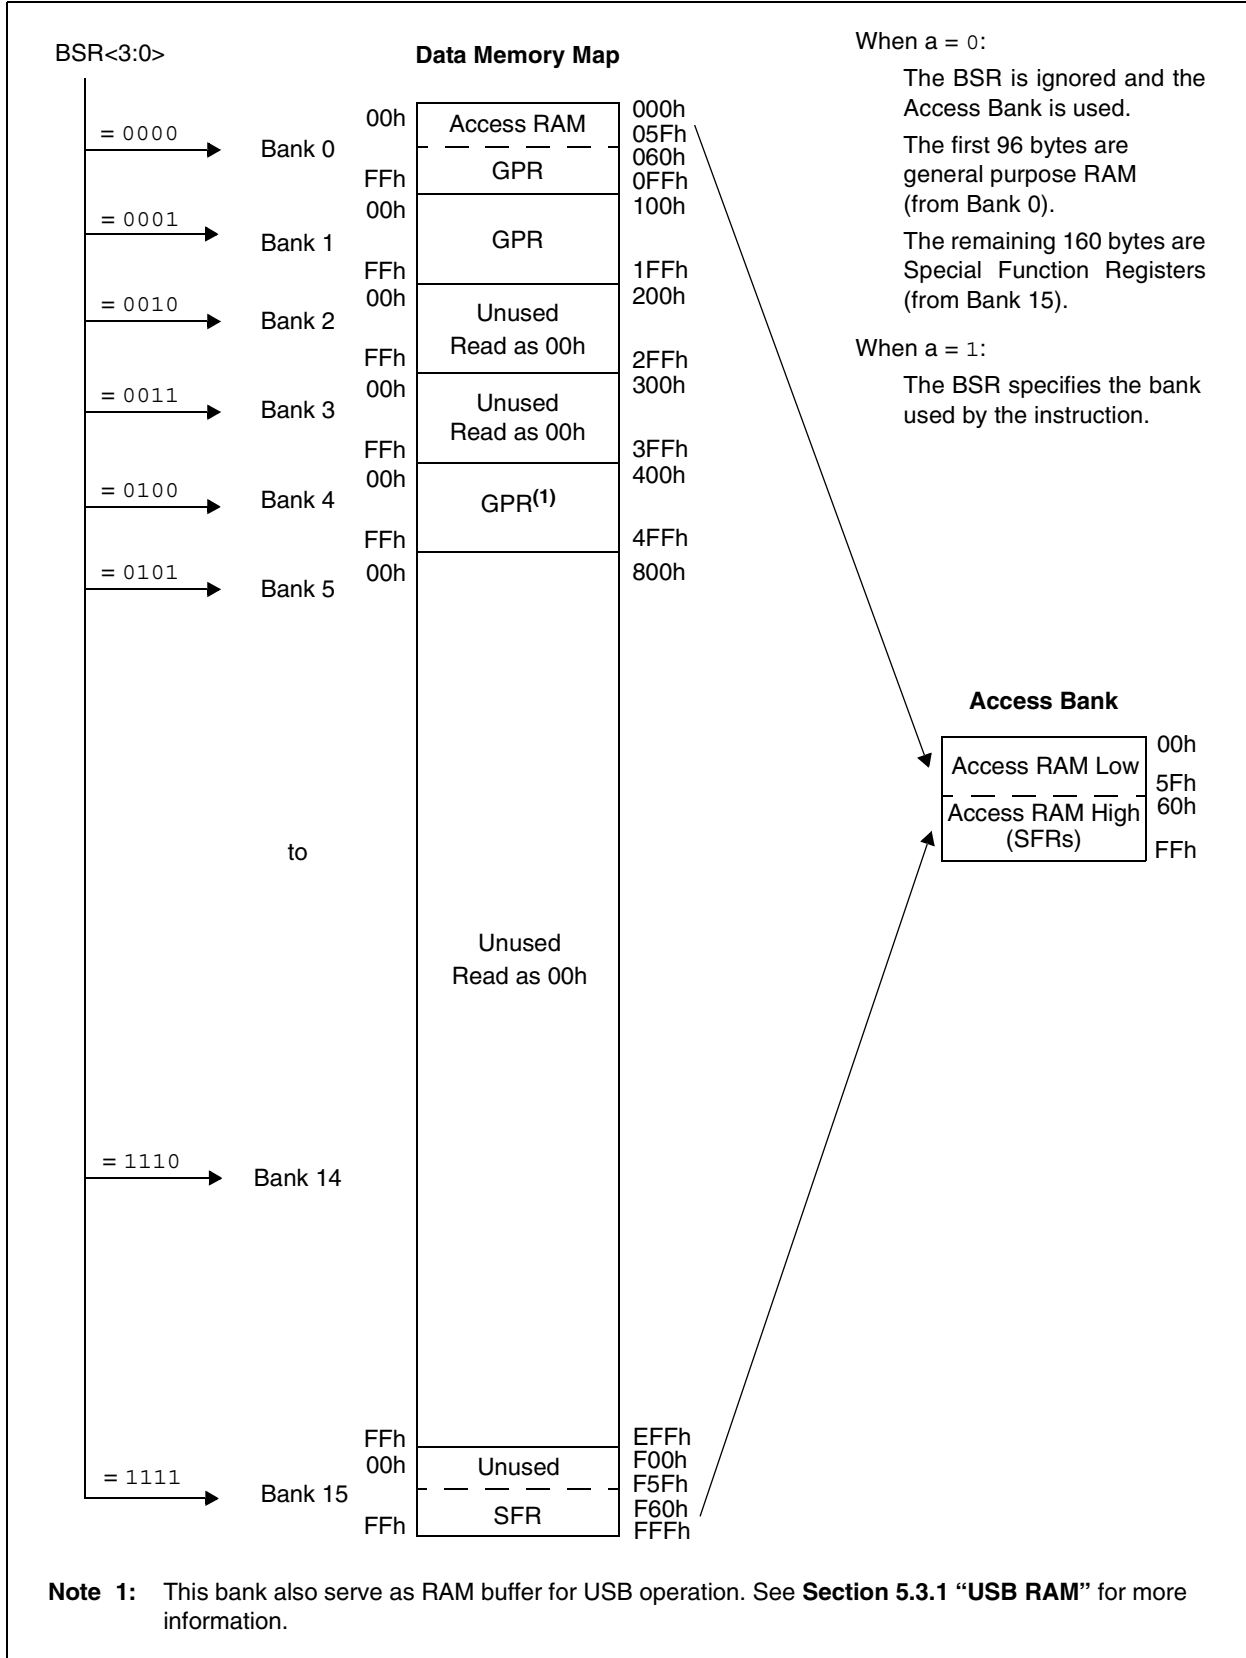 BSR<3:0>
Data Memory Map
When a = 0:
The BSR is ignored and the
Access Bank is used.
The first 96 bytes are
general purpose RAM
(from Bank 0).
The remaining 160 bytes are
Special Function Registers
(from Bank 15).
When a = 1:
The BSR specifies the bank
used by the instruction.
= 0000
Bank 0
00h
Access RAM
000h
05Fh
060h
FFh
GPR
0FFh
= 0001
Bank 1
00h
GPR
100h
FFh
1FFh
= 0010
Bank 2
00h
Unused
Read as 00h
200h
FFh
2FFh
= 0011
Bank 3
00h
Unused
Read as 00h
300h
FFh
3FFh
= 0100
Bank 4
00h
GPR(1)
400h
FFh
4FFh
= 0101
Bank 5
00h
800h
to
Unused
Read as 00h
= 1110
Bank 14
FFh
EFFh
= 1111
Bank 15
00h
Unused
F00h
F5Fh
FFh
SFR
F60h
FFFh
Access Bank
Access RAM Low
00h
5Fh
Access RAM High
(SFRs)
60h
FFh
Note 1: This bank also serve as RAM buffer for USB operation. See Section 5.3.1 “USB RAM” for more
information.